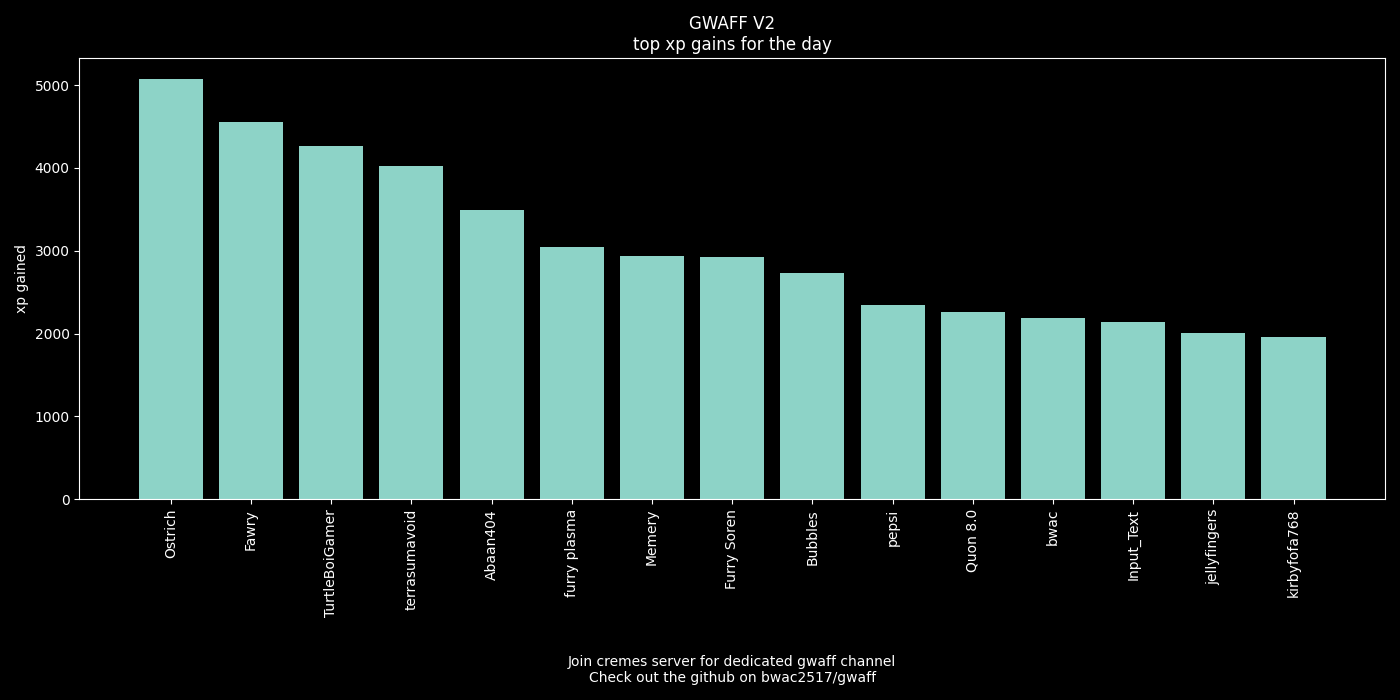 GWAFF V2
top xp gains for the day
xp gained
5000
4000
3000
2000
1000
0
Ostrich
Fawry
TurtleBoiGamer
terrasumavoid
Abaan404
furry plasma
Memery
Furry Soren
Bubbles
pepsi
Quon 8.0
bwac
Input_Text
jellyfingers
kirbyfofa768
Join cremes server for dedicated gwaff channel
Check out the github on bwac2517/gwaff